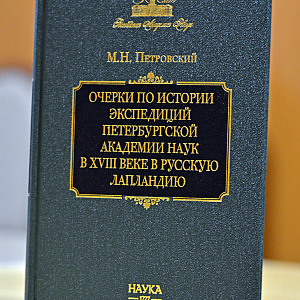 М.Н. Петровский
ОЧЕРКИ ПО ИСТОРИИ
ЭКСПЕДИЦИЙ
ПЕТЕРБУРГСКОЙ
АКАДЕМИИ НАУК
В XVIII ВЕКЕ В РУССКУЮ
ЛАПЛАНДИЮ
НАУКА